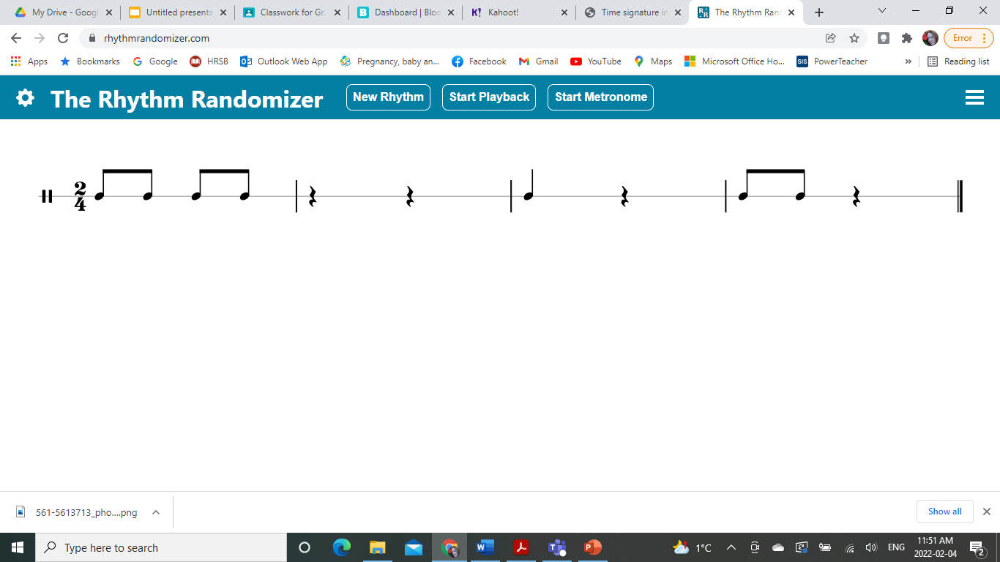 My Drive - Googl
Untitled presenta
Classwork for Gr.
Dashboard | Bloo
K! Kahoot!
Time signature in
The Rhythm Rand
rhythmrandomizer.com
Error
Apps Bookmarks Google HRSB Outlook Web App Pregnancy, baby an... Facebook Gmail YouTube Maps Microsoft Office Ho... SIS PowerTeacher » Reading list
The Rhythm Randomizer New Rhythm Start Playback Start Metronome
2
4
561-5613713_pho....png
Show all
Type here to search
1°C
ENG
11:51 AM
2022-02-04
2